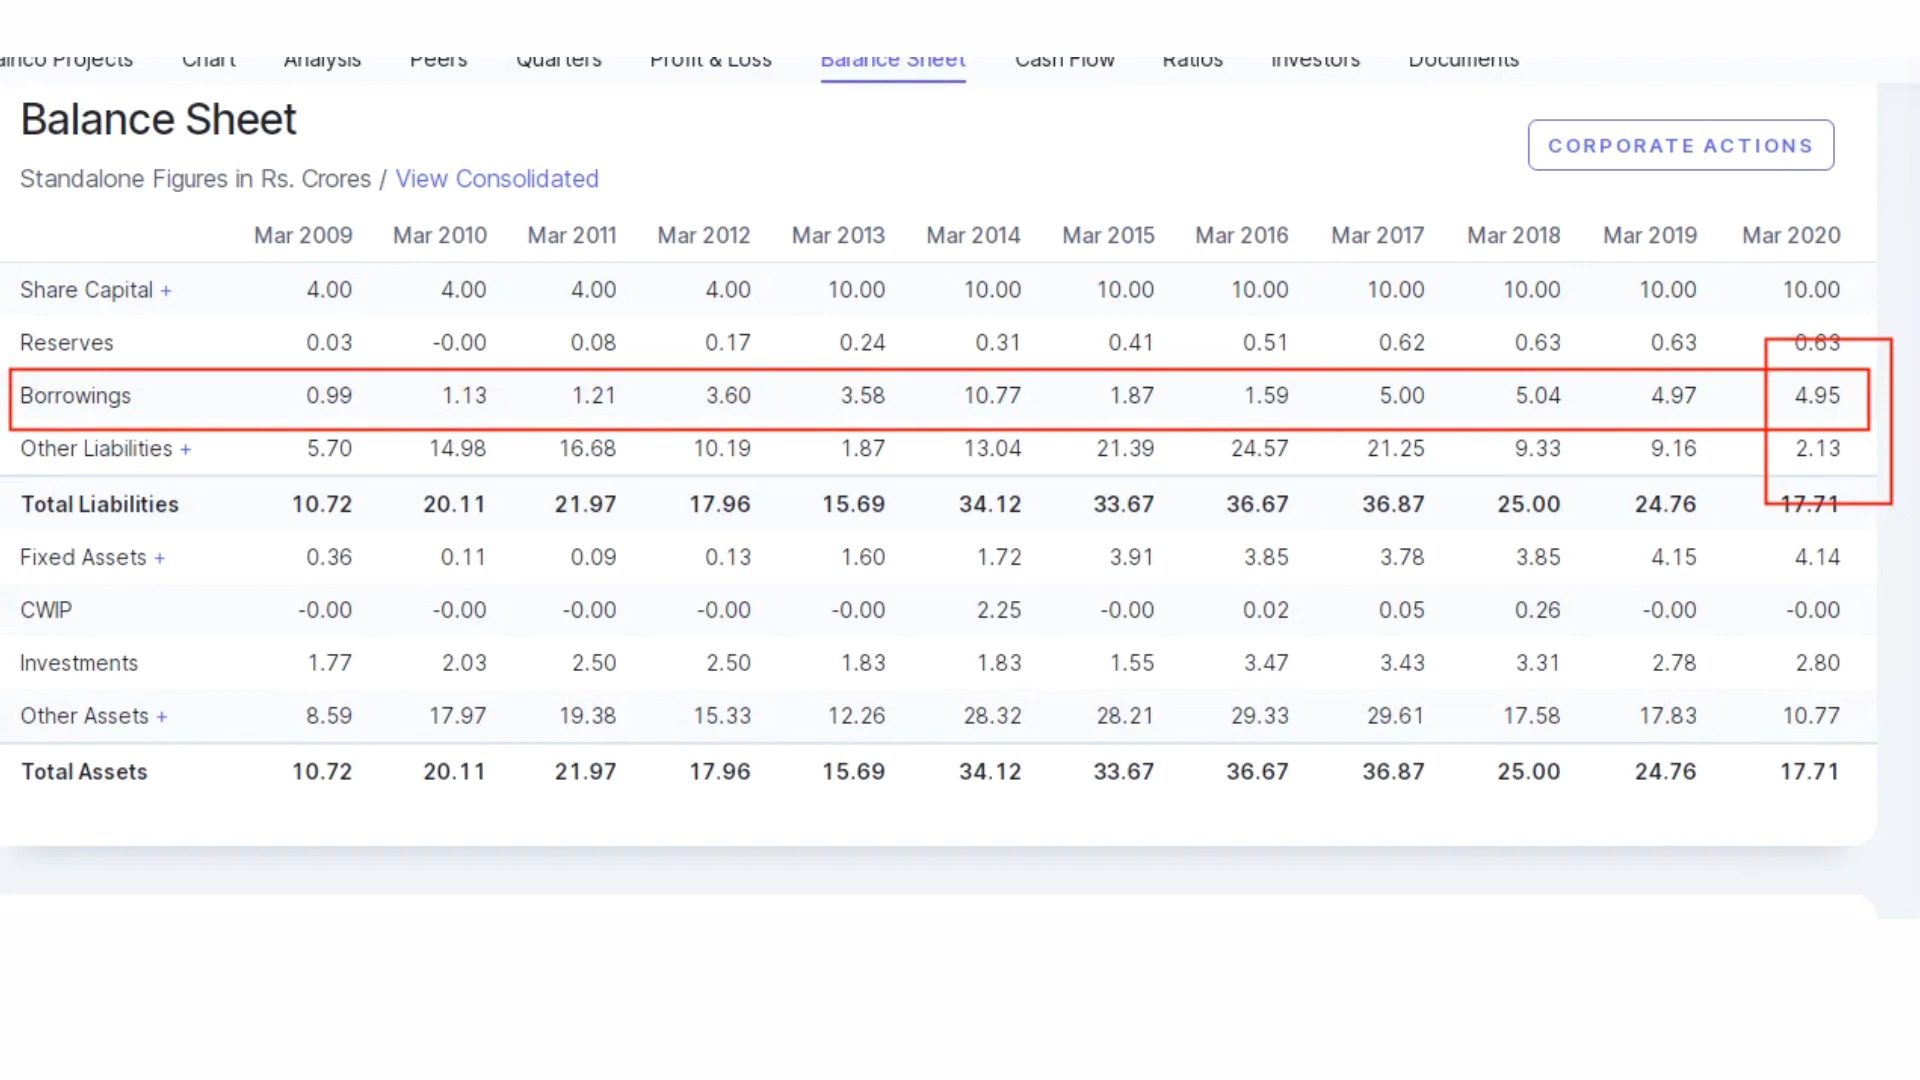 Projects Chart Analysis Peers Quarters Profit & Loss Balance Sheet Cash Flow Ratios Investors Documents
Balance Sheet
CORPORATE ACTIONS
Standalone Figures in Rs. Crores / View Consolidated
Mar 2009 Mar 2010 Mar 2011 Mar 2012 Mar 2013 Mar 2014 Mar 2015 Mar 2016 Mar 2017 Mar 2018 Mar 2019 Mar 2020
Share Capital + 4.00 4.00 4.00 4.00 10.00 10.00 10.00 10.00 10.00 10.00 10.00 10.00
Reserves 0.03 -0.00 0.08 0.17 0.24 0.31 0.41 0.51 0.62 0.63 0.63 0.63
Borrowings 0.99 1.13 1.21 3.60 3.58 10.77 1.87 1.59 5.00 5.04 4.97 4.95
Other Liabilities + 5.70 14.98 16.68 10.19 1.87 13.04 21.39 24.57 21.25 9.33 9.16 2.13
Total Liabilities 10.72 20.11 21.97 17.96 15.69 34.12 33.67 36.67 36.87 25.00 24.76 17.71
Fixed Assets + 0.36 0.11 0.09 0.13 1.60 1.72 3.91 3.85 3.78 3.85 4.15 4.14
CWIP -0.00 -0.00 -0.00 -0.00 -0.00 2.25 -0.00 0.02 0.05 0.26 -0.00 -0.00
Investments 1.77 2.03 2.50 2.50 1.83 1.83 1.55 3.47 3.43 3.31 2.78 2.80
Other Assets + 8.59 17.97 19.38 15.33 12.26 28.32 28.21 29.33 29.61 17.58 17.83 10.77
Total Assets 10.72 20.11 21.97 17.96 15.69 34.12 33.67 36.67 36.87 25.00 24.76 17.71